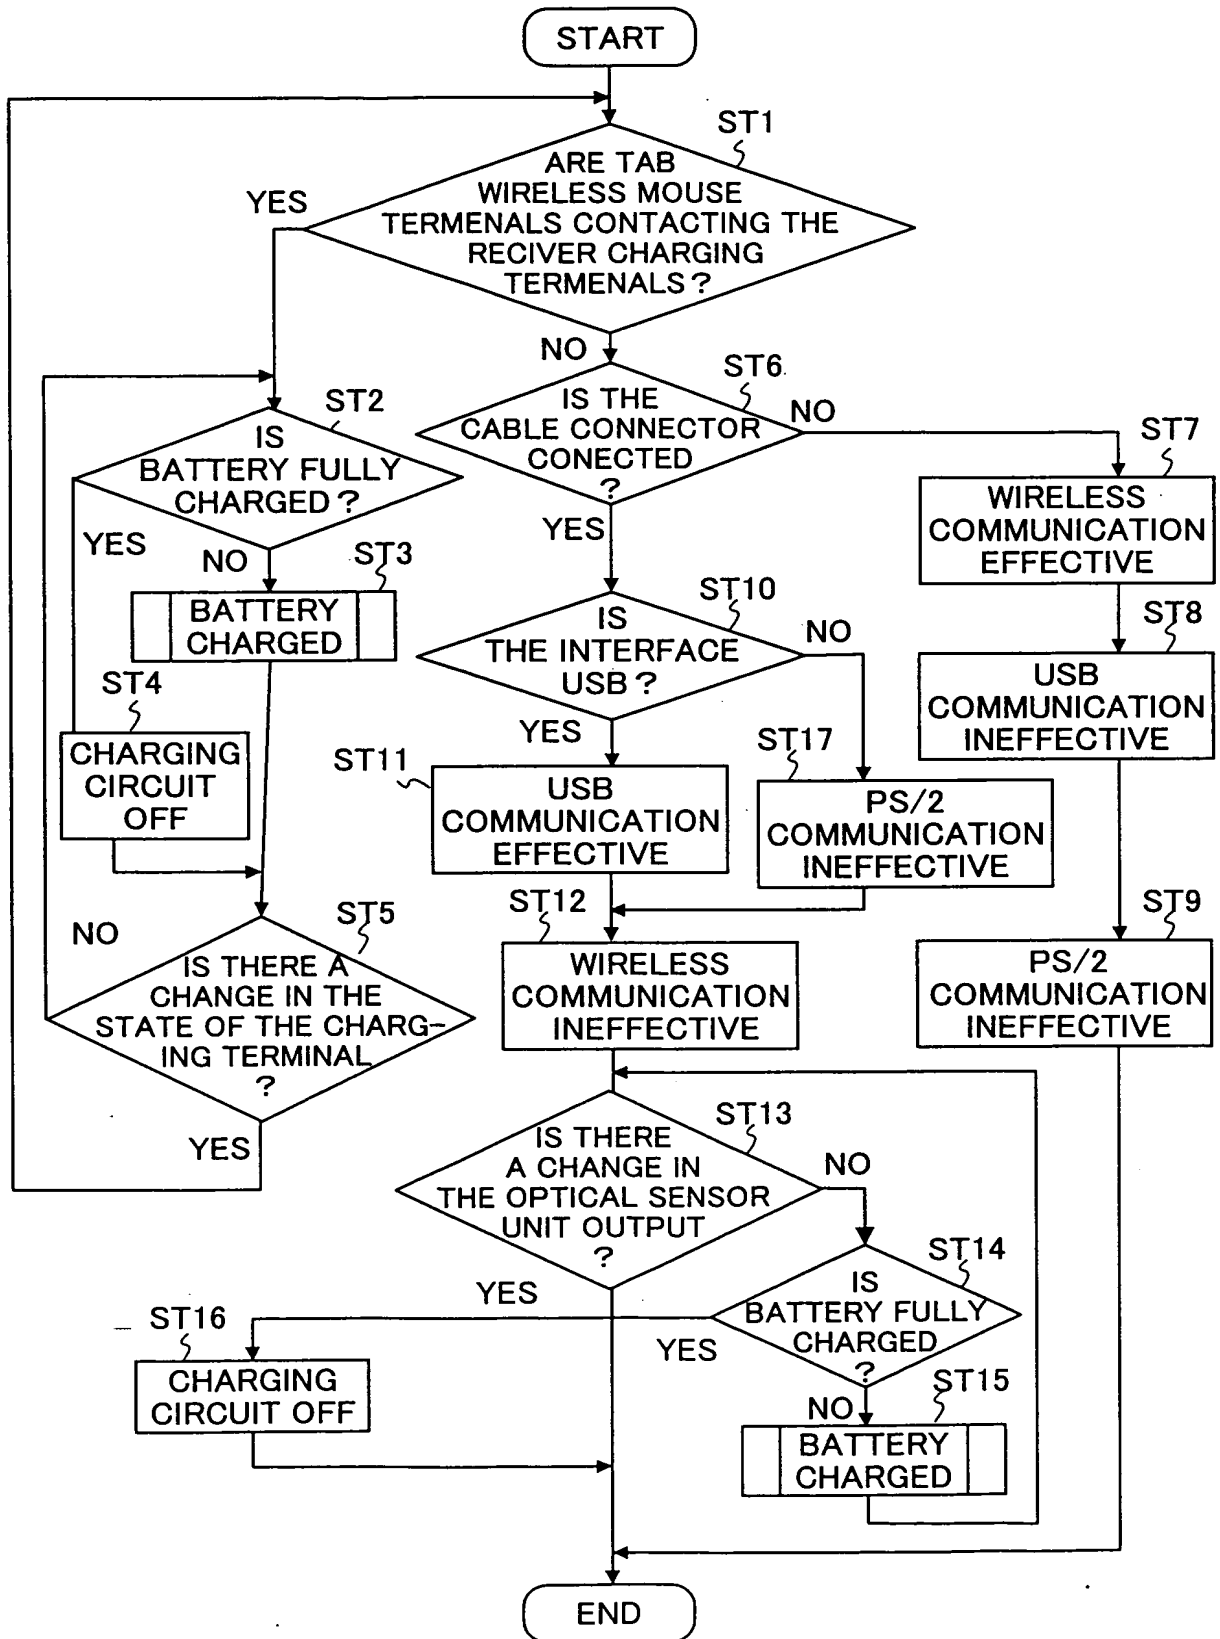 START
ST1
ARE TAB
WIRELESS MOUSE
TERMENALS CONTACTING THE
RECIVER CHARGING
TERMENALS?
YES
NO
ST2
IS
BATTERY FULLY
CHARGED?
YES
NO
ST3
BATTERY
CHARGED
ST4
CHARGING
CIRCUIT
OFF
ST5
NO
IS THERE A
CHANGE IN THE
STATE OF THE CHARG-
ING TERMINAL
?
YES
ST6
IS THE
CABLE CONNECTOR
CONECTED
?
NO
YES
ST7
WIRELESS
COMMUNICATION
EFFECTIVE
ST8
USB
COMMUNICATION
INEFFECTIVE
ST9
PS/2
COMMUNICATION
INEFFECTIVE
ST10
IS
THE INTERFACE
USB?
NO
YES
ST11
USB
COMMUNICATION
EFFECTIVE
ST17
PS/2
COMMUNICATION
INEFFECTIVE
ST12
WIRELESS
COMMUNICATION
INEFFECTIVE
ST13
IS THERE
A CHANGE IN
THE OPTICAL SENSOR
UNIT OUTPUT
?
NO
YES
ST14
IS
BATTERY FULLY
CHARGED
?
YES
NO
ST15
BATTERY
CHARGED
ST16
CHARGING
CIRCUIT OFF
END